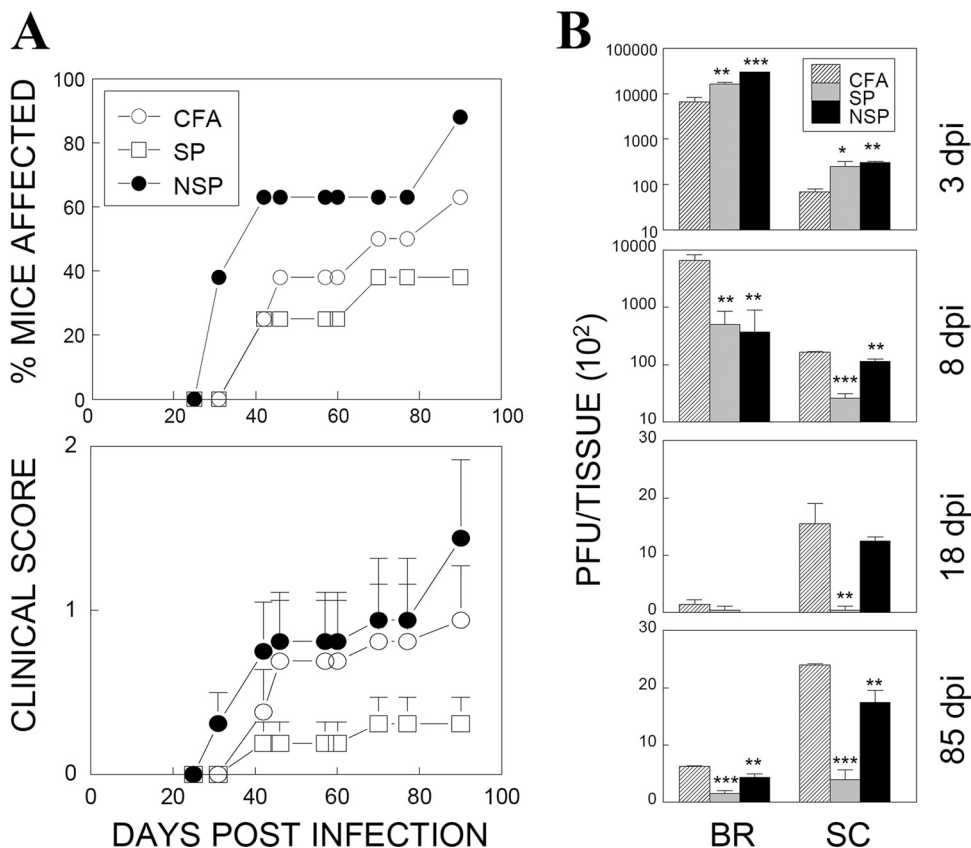 A
B
% MICE AFFECTED
100
80
60
40
20
0
CFA
SP
NSP
0 20 40 60 80 100
CLINICAL SCORE
2
1
0
0 20 40 60 80 100
DAYS POST INFECTION
PFU/TISSUE (10²)
100000
10000
1000
100
10
** ***
* **
CFA
SP
NSP
3 dpi
10000
1000
100
10
** **
*** **
8 dpi
30
20
10
0
**
18 dpi
30
20
10
0
*** **
*** **
85 dpi
BR SC